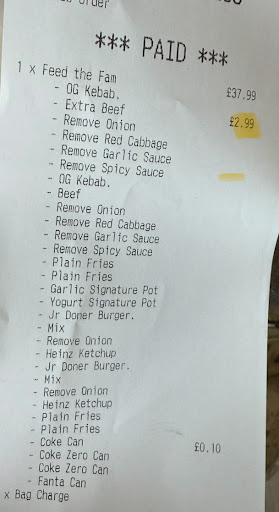 Order
*** PAID ***
1 x Feed the Fam £37.99
- OG Kebab.
- Extra Beef £2.99
- Remove Onion
- Remove Red Cabbage
- Remove Garlic Sauce
- Remove Spicy Sauce
- OG Kebab.
- Beef
- Remove Onion
- Remove Red Cabbage
- Remove Garlic Sauce
- Remove Spicy Sauce
- Plain Fries
- Plain Fries
- Garlic Signature Pot
- Yogurt Signature Pot
- Jr Doner Burger.
- Mix
- Remove Onion
- Heinz Ketchup
- Jr Doner Burger.
- Mix
- Remove Onion
- Heinz Ketchup
- Plain Fries
- Plain Fries
- Coke Can
- Coke Zero Can
- Coke Zero Can
- Fanta Can
x Bag Charge £0.10